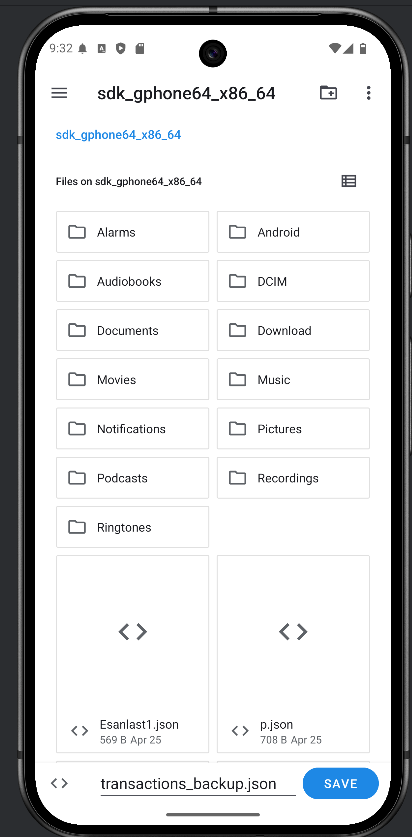 9:32
sdk_gphone64_x86_64
sdk_gphone64_x86_64
Files on sdk_gphone64_x86_64
Alarms
Android
Audiobooks
DCIM
Documents
Download
Movies
Music
Notifications
Pictures
Podcasts
Recordings
Ringtones
Esanlast1.json
569 B Apr 25
p.json
708 B Apr 25
transactions_backup.json
SAVE